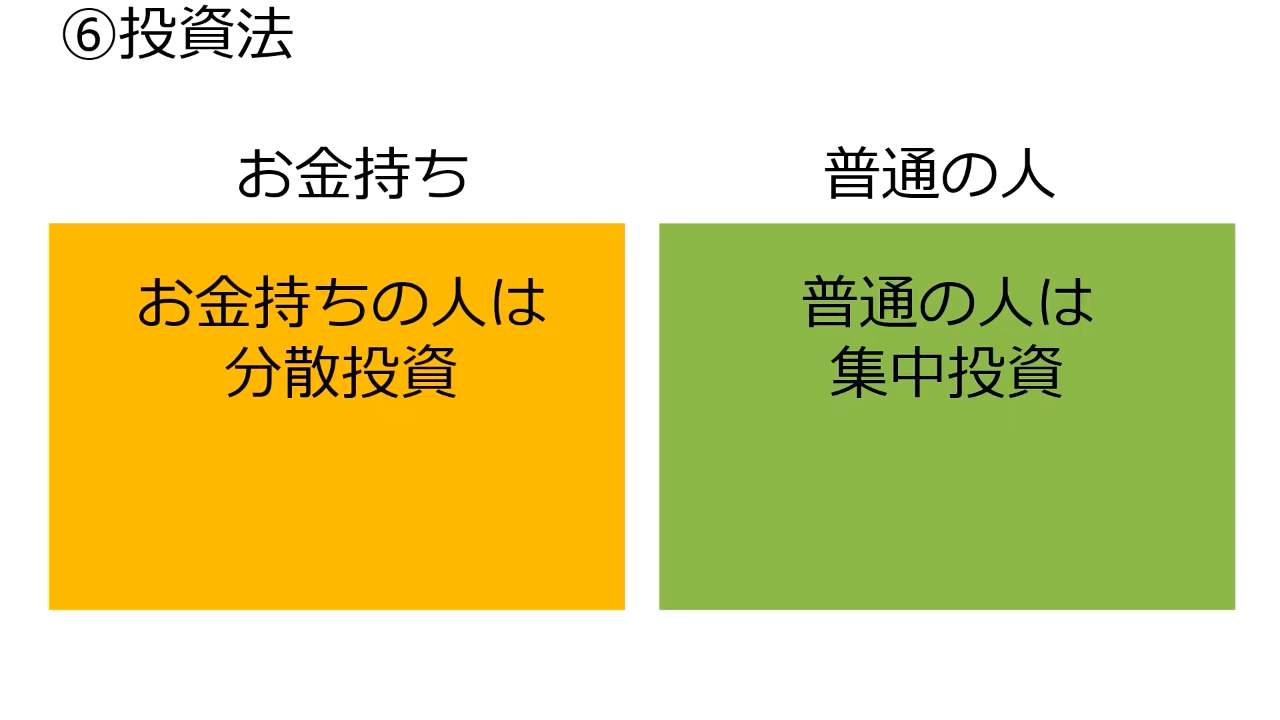 ⑥投資法
お金持ち
普通の人
お金持ちの人は
分散投資
普通の人は
集中投資